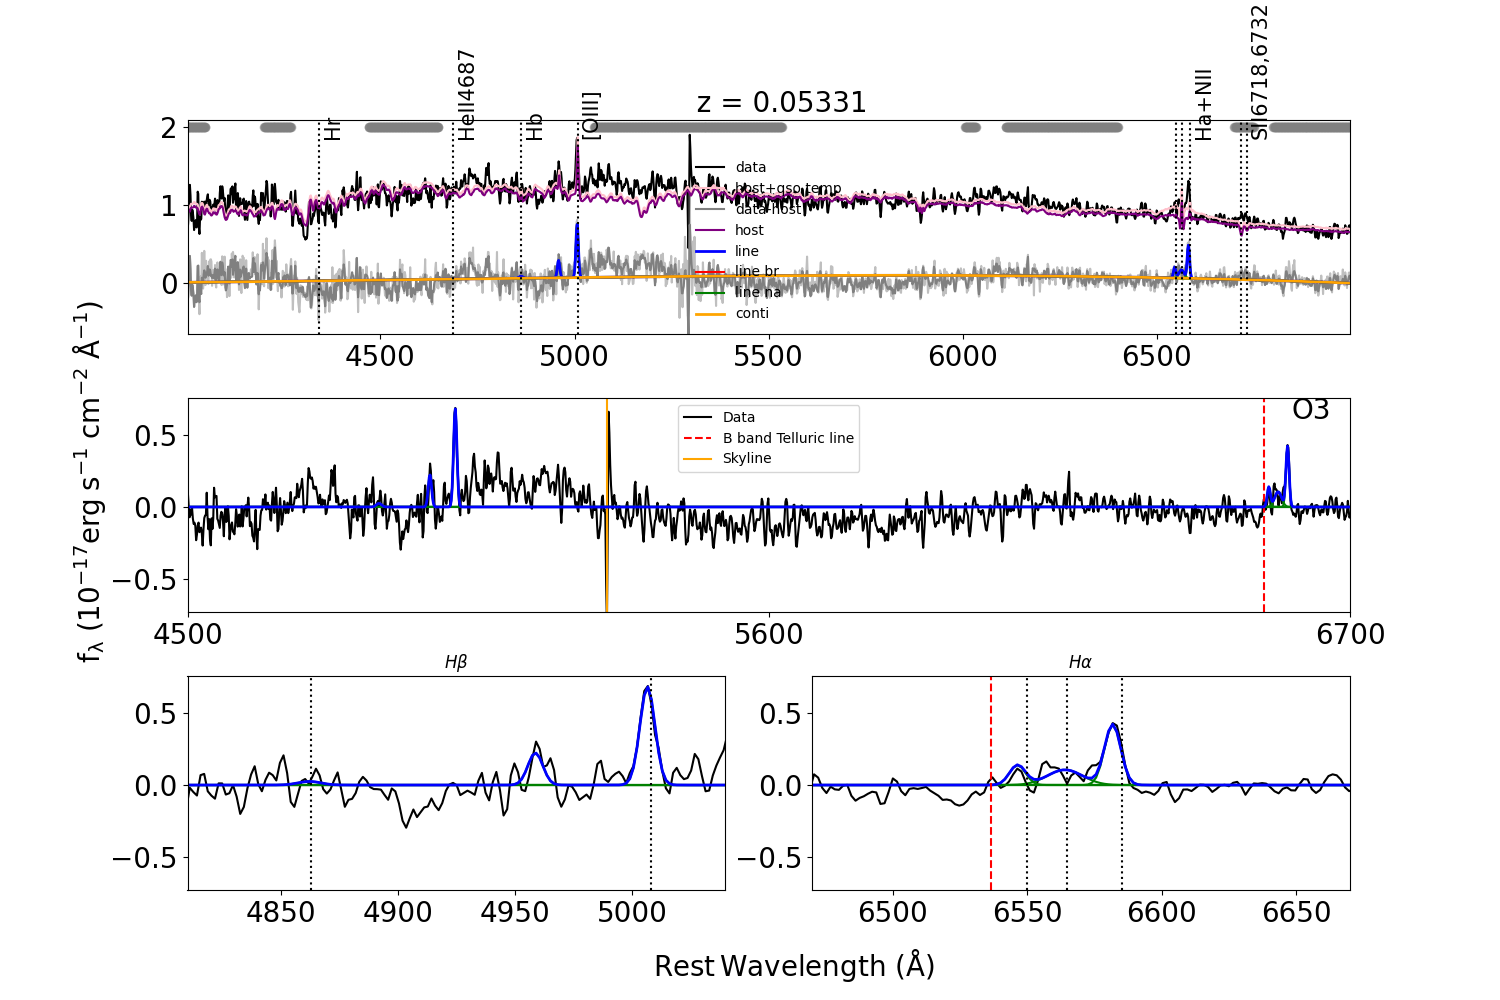 z = 0.05331
Hr
HeII4687
Hb
[OIII]
Ha+NII
SII6718,6732
2
1
0
data
host+qso temp
data-host
host
line
line br
line na
conti
4500 5000 5500 6000 6500
f_λ (10^−17 erg s^−1 cm^−2 Å^−1)
0.5
0.0
−0.5
Data
B band Telluric line
Skyline
O3
4500 5600 6700
Hβ
0.5
0.0
−0.5
4850 4900 4950 5000
Hα
0.5
0.0
−0.5
6500 6550 6600 6650
Rest Wavelength (Å)